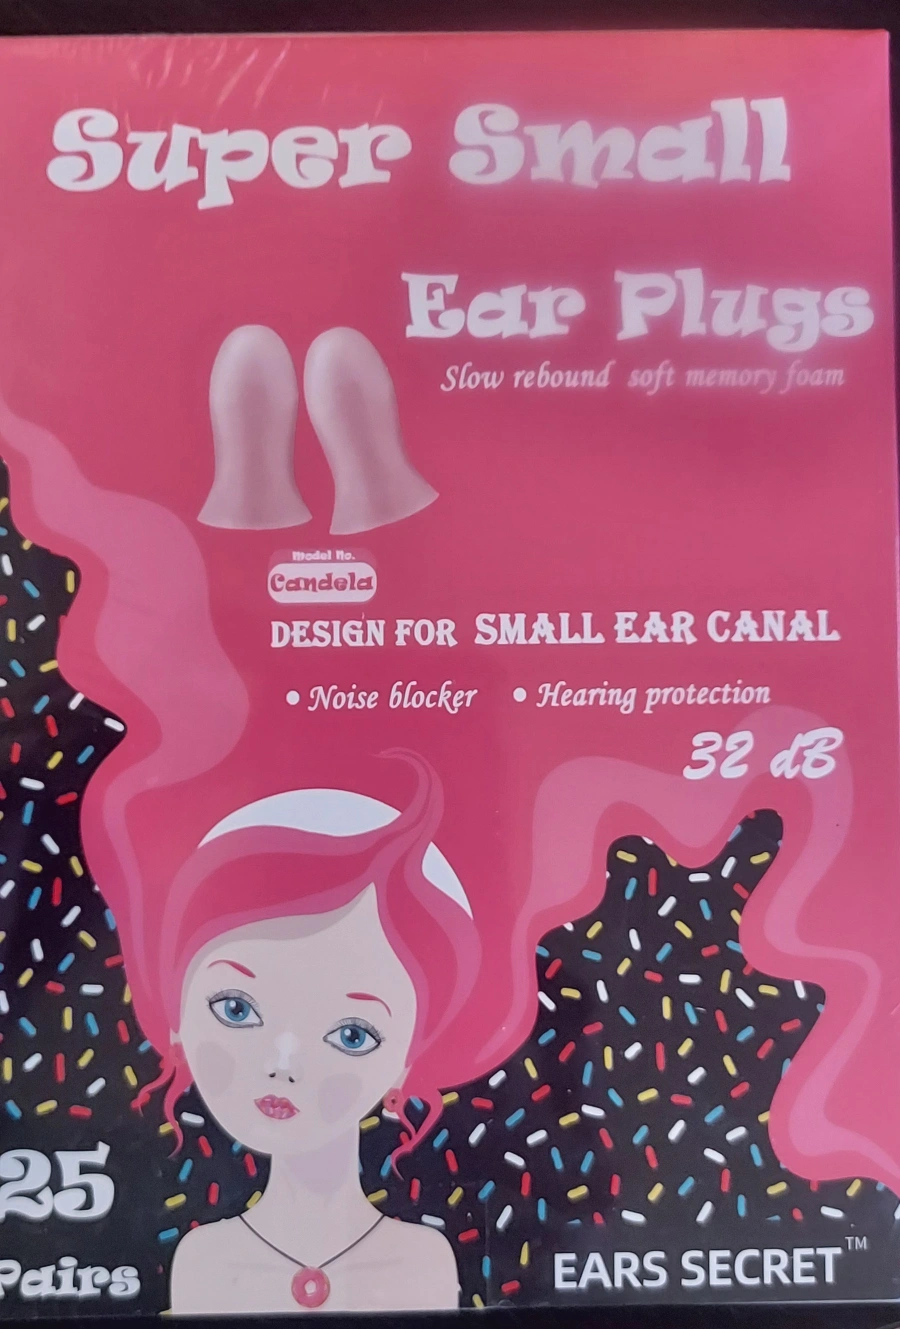 Super Small
Ear Plugs
Slow rebound soft memory foam
Model No.
Candela
DESIGN FOR SMALL EAR CANAL
• Noise blocker • Hearing protection
32 dB
25
Pairs
EARS SECRET™